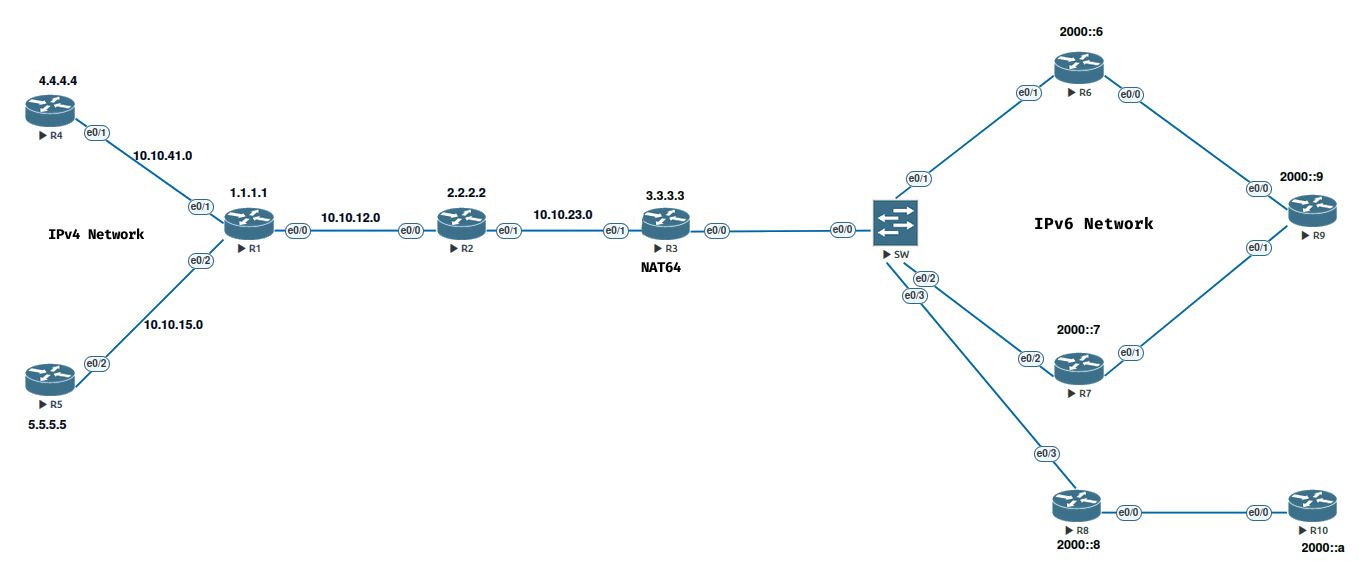 2000::6
R6
e0/1
e0/0
4.4.4.4
R4
e0/1
10.10.41.0
2000::9
e0/0
R9
e0/1
1.1.1.1
e0/1
R1
e0/0
e0/2
10.10.12.0
2.2.2.2
e0/0
R2
e0/1
10.10.23.0
3.3.3.3
e0/1
R3
e0/0
NAT64
e0/1
e0/0
SW
e0/2
e0/3
IPv4 Network
IPv6 Network
10.10.15.0
e0/2
R5
5.5.5.5
2000::7
e0/2
e0/1
R7
e0/3
R8
e0/0
2000::8
e0/0
R10
2000::a